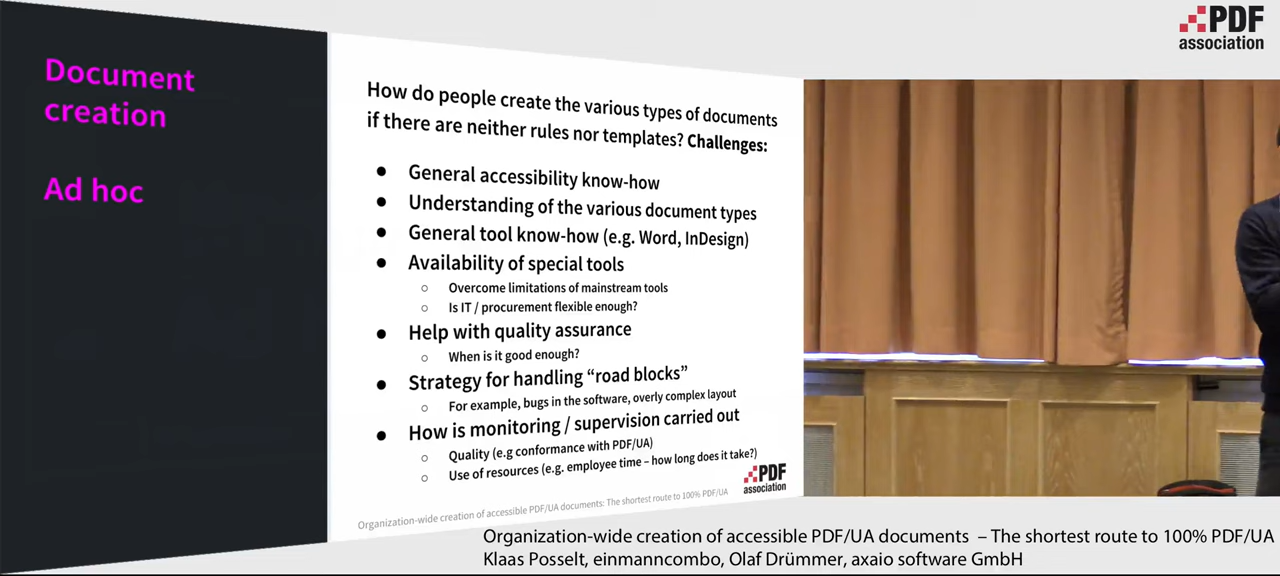 PDF
association
Document
creation
Ad hoc
How do people create the various types of documents
if there are neither rules nor templates? Challenges:
● General accessibility know-how
● Understanding of the various document types
● General tool know-how (e.g. Word, InDesign)
● Availability of special tools
○ Overcome limitations of mainstream tools
○ Is IT / procurement flexible enough?
● Help with quality assurance
○ When is it good enough?
● Strategy for handling “road blocks”
○ For example, bugs in the software, overly complex layout
● How is monitoring / supervision carried out
○ Quality (e.g conformance with PDF/UA)
○ Use of resources (e.g. employee time – how long does it take?)
PDF
association
Organization-wide creation of accessible PDF/UA documents: The shortest route to 100% PDF/UA
Organization-wide creation of accessible PDF/UA documents – The shortest route to 100% PDF/UA
Klaas Posselt, einmanncombo, Olaf Drümmer, axaio software GmbH